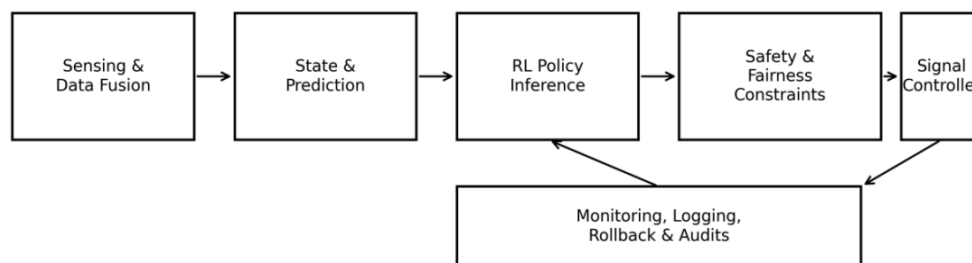 Sensing &
Data Fusion
State &
Prediction
RL Policy
Inference
Safety &
Fairness
Constraints
Signal
Controlle
Monitoring, Logging,
Rollback & Audits